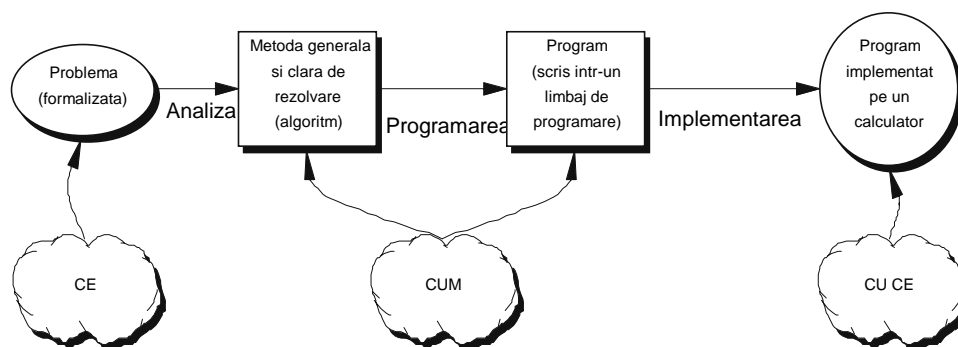 Problema
(formalizata)
Analiza
Metoda generala
si clara de
rezolvare
(algoritm)
Programarea
Program
(scris intr-un
limbaj de
programare)
Implementarea
Program
implementat
pe un
calculator
CE
CUM
CU CE